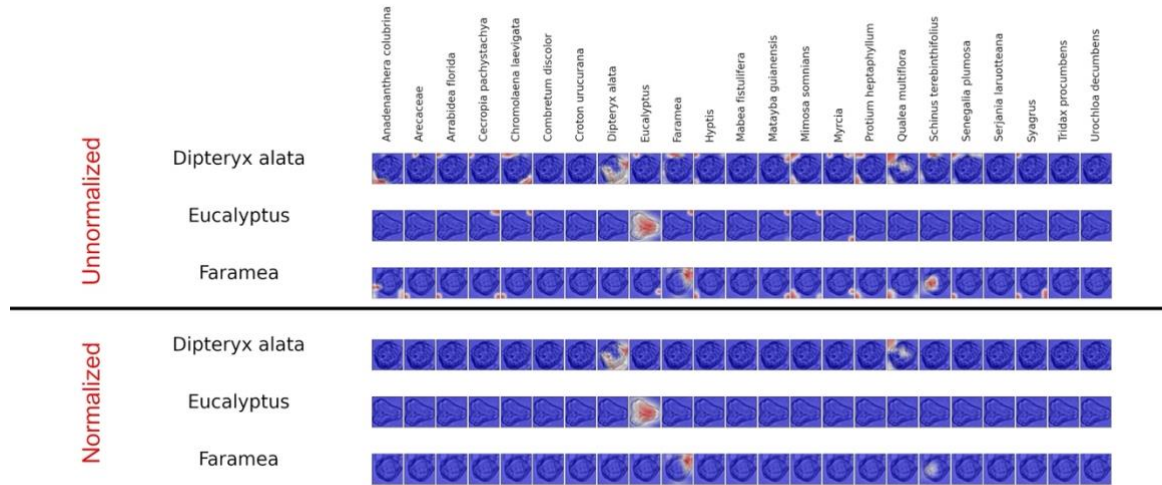 Anadenanthera colubrina
Arecaceae
Arrabidea florida
Cecropia pachystachya
Chromolaena laevigata
Combretum discolor
Croton urucurana
Dipteryx alata
Eucalyptus
Faramea
Hyptis
Mabea fistulifera
Matayba guianensis
Mimosa somnians
Myrcia
Protium heptaphyllum
Qualea multiflora
Schinus terebinthifolius
Senegalia plumosa
Serjania laruotteana
Syagrus
Tridax procumbens
Urochloa decumbens
Unnormalized
Dipteryx alata
Eucalyptus
Faramea
Normalized
Dipteryx alata
Eucalyptus
Faramea